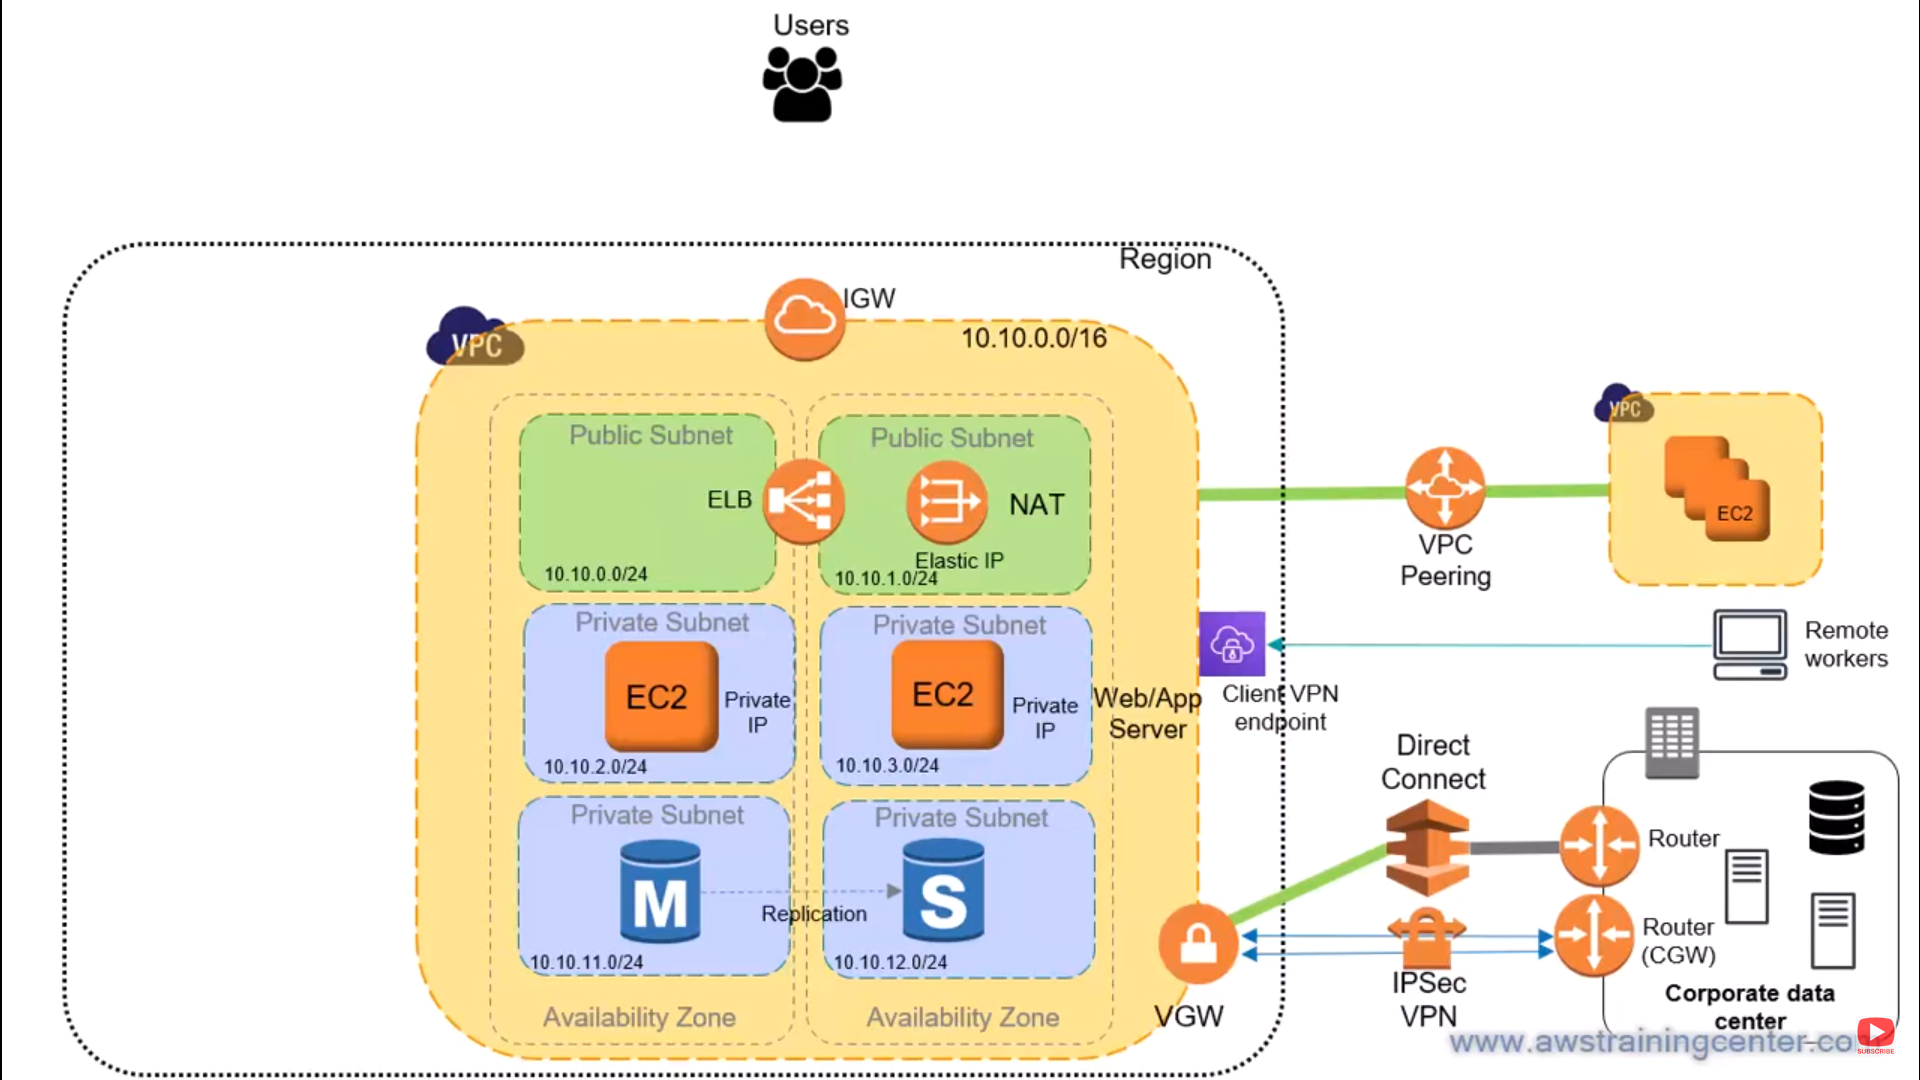 Users
Region
IGW
VPC
10.10.0.0/16
Public Subnet
ELB
10.10.0.0/24
Public Subnet
NAT
Elastic IP
10.10.1.0/24
Private Subnet
EC2
Private
IP
10.10.2.0/24
Private Subnet
EC2
Private
IP
10.10.3.0/24
Web/App
Server
Private Subnet
M
10.10.11.0/24
Replication
Private Subnet
S
10.10.12.0/24
Availability Zone
Availability Zone
VPC
Peering
VPC
EC2
Client VPN
endpoint
Remote
workers
Direct
Connect
Router
VGW
IPSec
VPN
Router
(CGW)
Corporate data
center
www.awstrainingcenter.co
SUBSCRIBE